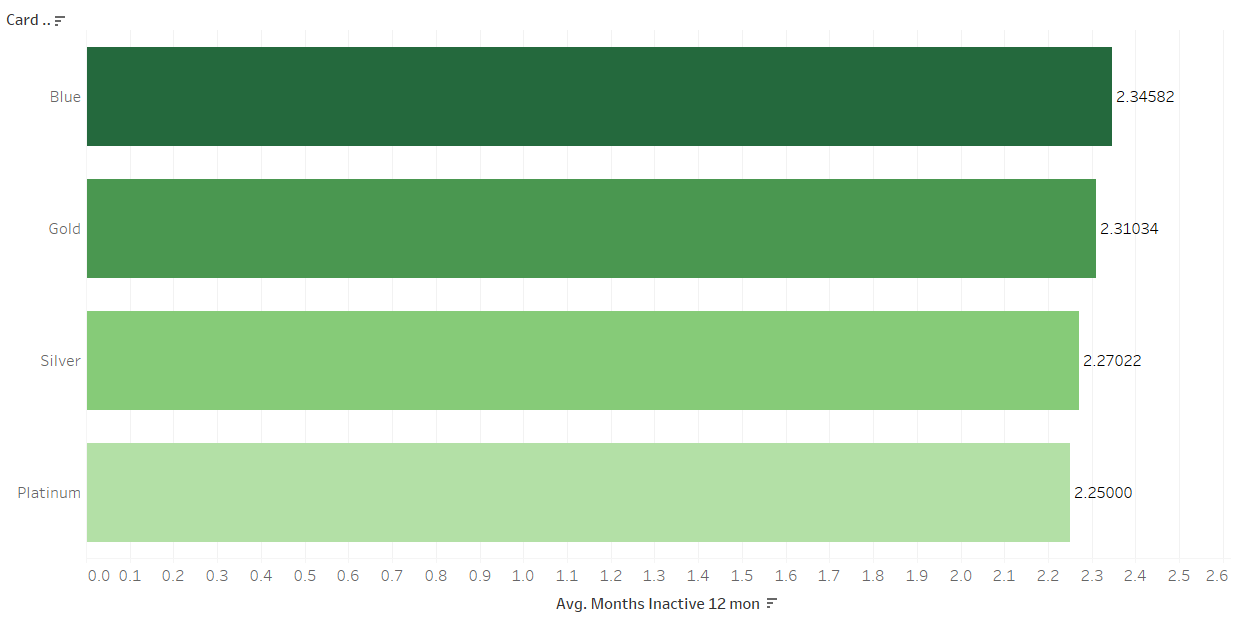 Card ..
Blue
2.34582
Gold
2.31034
Silver
2.27022
Platinum
2.25000
0.0 0.1 0.2 0.3 0.4 0.5 0.6 0.7 0.8 0.9 1.0 1.1 1.2 1.3 1.4 1.5 1.6 1.7 1.8 1.9 2.0 2.1 2.2 2.3 2.4 2.5 2.6
Avg. Months Inactive 12 mon